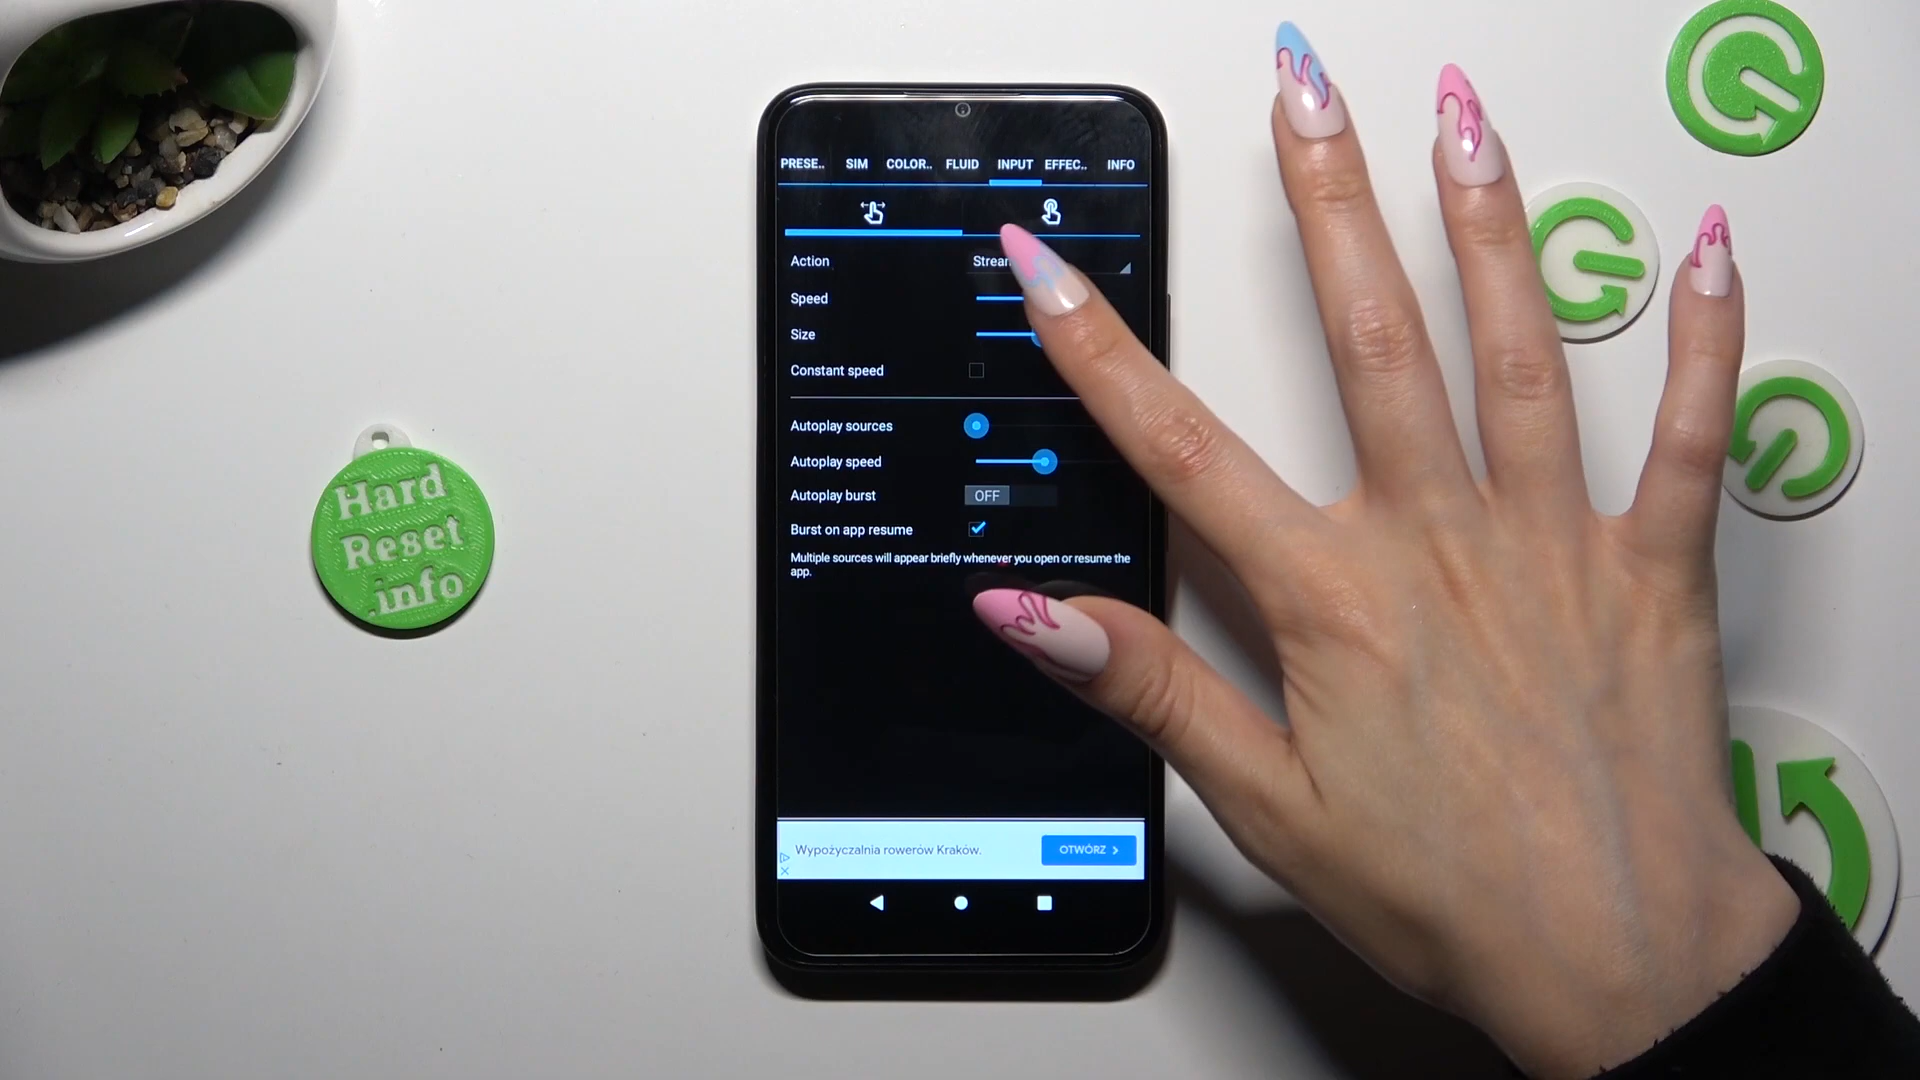 PRESE.. SIM COLOR.. FLUID INPUT EFFEC.. INFO
Action
Speed
Size
Constant speed
Autoplay sources
Autoplay speed
Autoplay burst OFF
Burst on app resume
Multiple sources will appear briefly whenever you open or resume the
app.
Wypożyczalnia rowerów Kraków. OTWÓRZ
Hard
Reset
.info